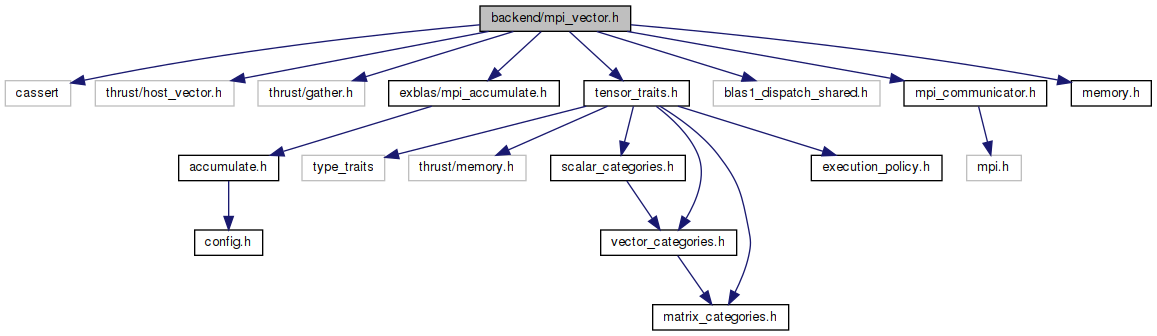 backend/mpi_vector.h
cassert
thrust/host_vector.h
thrust/gather.h
exblas/mpi_accumulate.h
tensor_traits.h
blas1_dispatch_shared.h
mpi_communicator.h
memory.h
accumulate.h
type_traits
thrust/memory.h
scalar_categories.h
execution_policy.h
mpi.h
config.h
vector_categories.h
matrix_categories.h